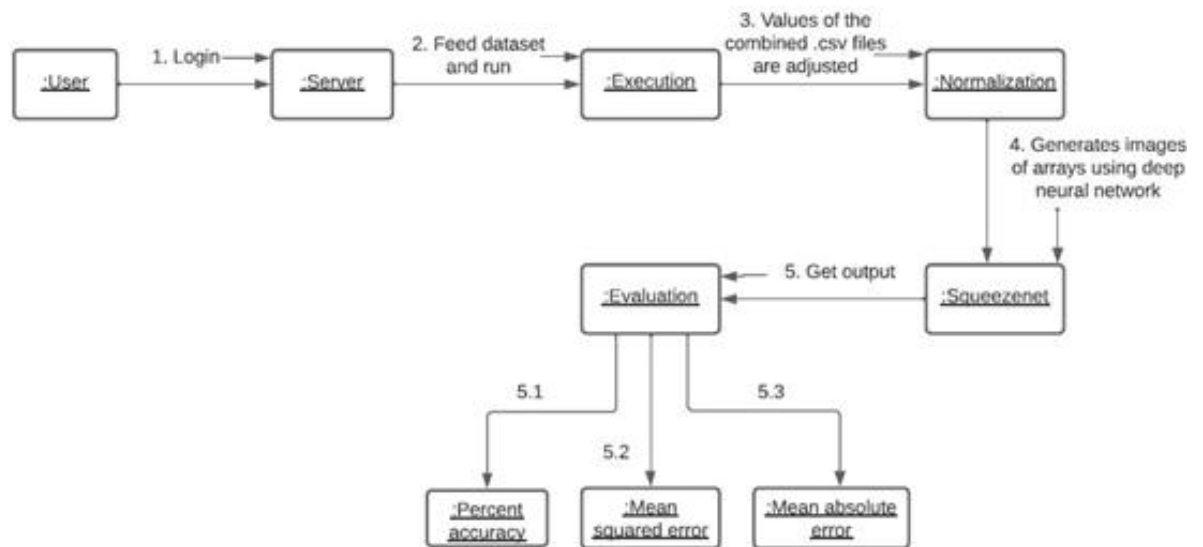 :User
1. Login
:Server
2. Feed dataset
and run
:Execution
3. Values of the
combined .csv files
are adjusted
:Normalization
4. Generates images
of arrays using deep
neural network
:Squeezenet
5. Get output
:Evaluation
5.1
5.2
5.3
:Percent
accuracy
:Mean
squared error
:Mean absolute
error